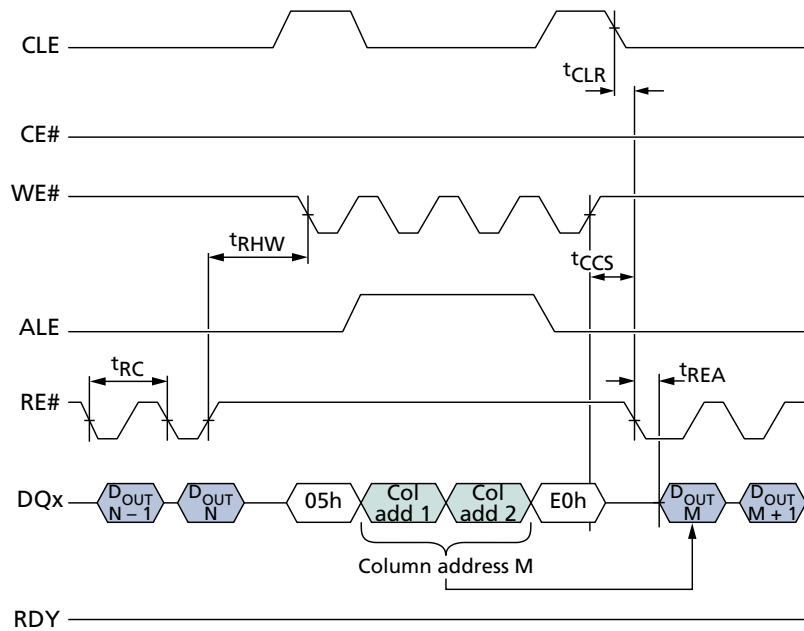 CLE
tCLR
CE#
WE#
tRHW
tCCS
ALE
tRC
tREA
RE#
DQx
DOUT
N – 1
DOUT
N
05h
Col
add 1
Col
add 2
E0h
DOUT
M
DOUT
M + 1
Column address M
RDY